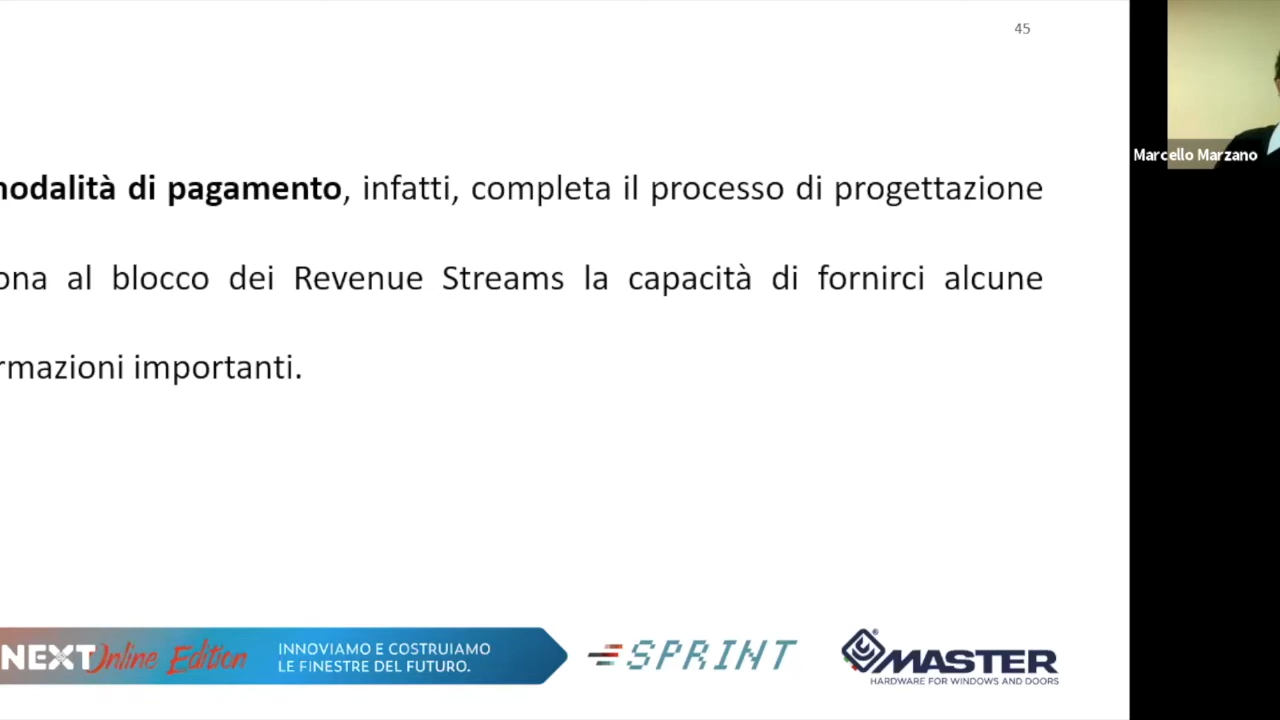 45
modalità di pagamento, infatti, completa il processo di progettazione
ona al blocco dei Revenue Streams la capacità di fornirci alcune
rmazioni importanti.
Marcello Marzano
NEXT Online Edition
INNOVIAMO E COSTRUIAMO
LE FINESTRE DEL FUTURO.
SPRINT
MASTER
HARDWARE FOR WINDOWS AND DOORS